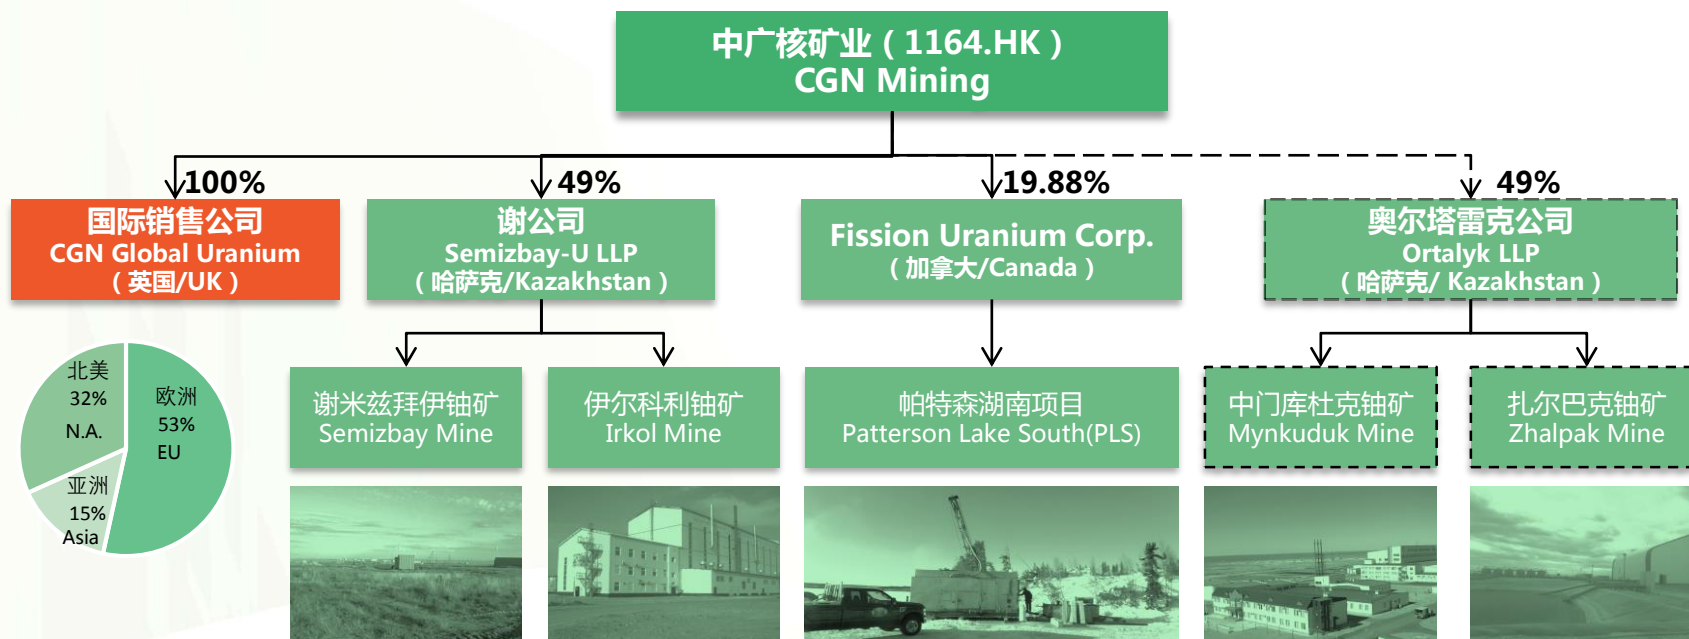 中广核矿业（1164.HK）
CGN Mining
100%
49%
19.88%
49%
国际销售公司
CGN Global Uranium
（英国/UK）
谢公司
Semizbay-U LLP
（哈萨克/Kazakhstan）
Fission Uranium Corp.
（加拿大/Canada）
奥尔塔雷克公司
Ortalyk LLP
（哈萨克/ Kazakhstan）
北美
32%
N.A.
欧洲
53%
EU
亚洲
15%
Asia
谢米兹拜伊铀矿
Semizbay Mine
伊尔科利铀矿
Irkol Mine
帕特森湖南项目
Patterson Lake South(PLS)
中门库杜克铀矿
Mynkuduk Mine
扎尔巴克铀矿
Zhalpak Mine